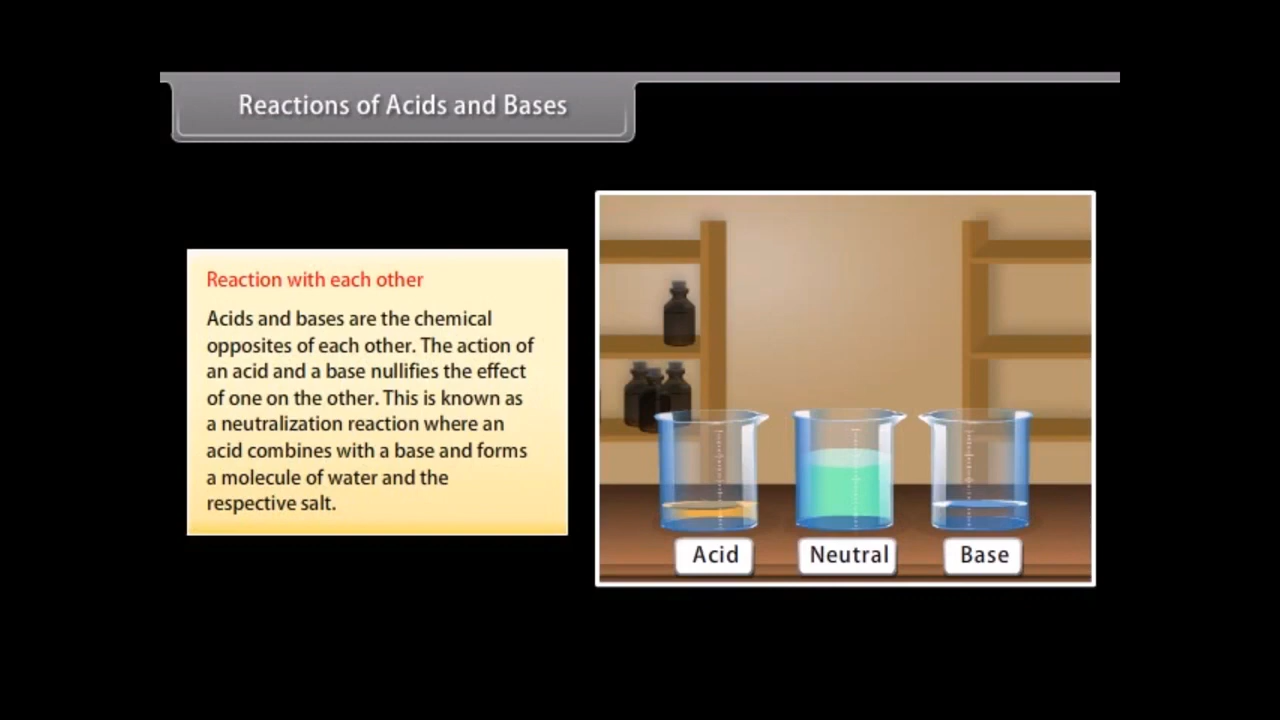 Reactions of Acids and Bases
Reaction with each other
Acids and bases are the chemical
opposites of each other. The action of
an acid and a base nullifies the effect
of one on the other. This is known as
a neutralization reaction where an
acid combines with a base and forms
a molecule of water and the
respective salt.
Acid
Neutral
Base